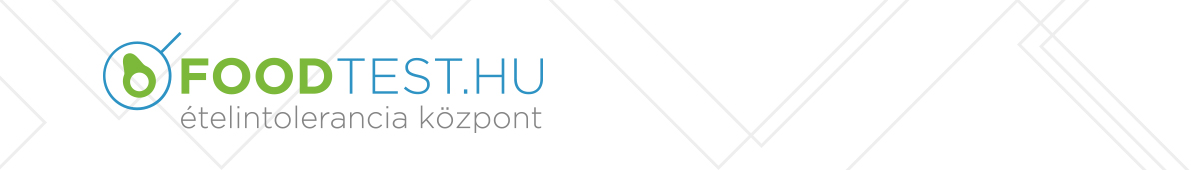 FOODTEST.HU
ételintolerancia központ